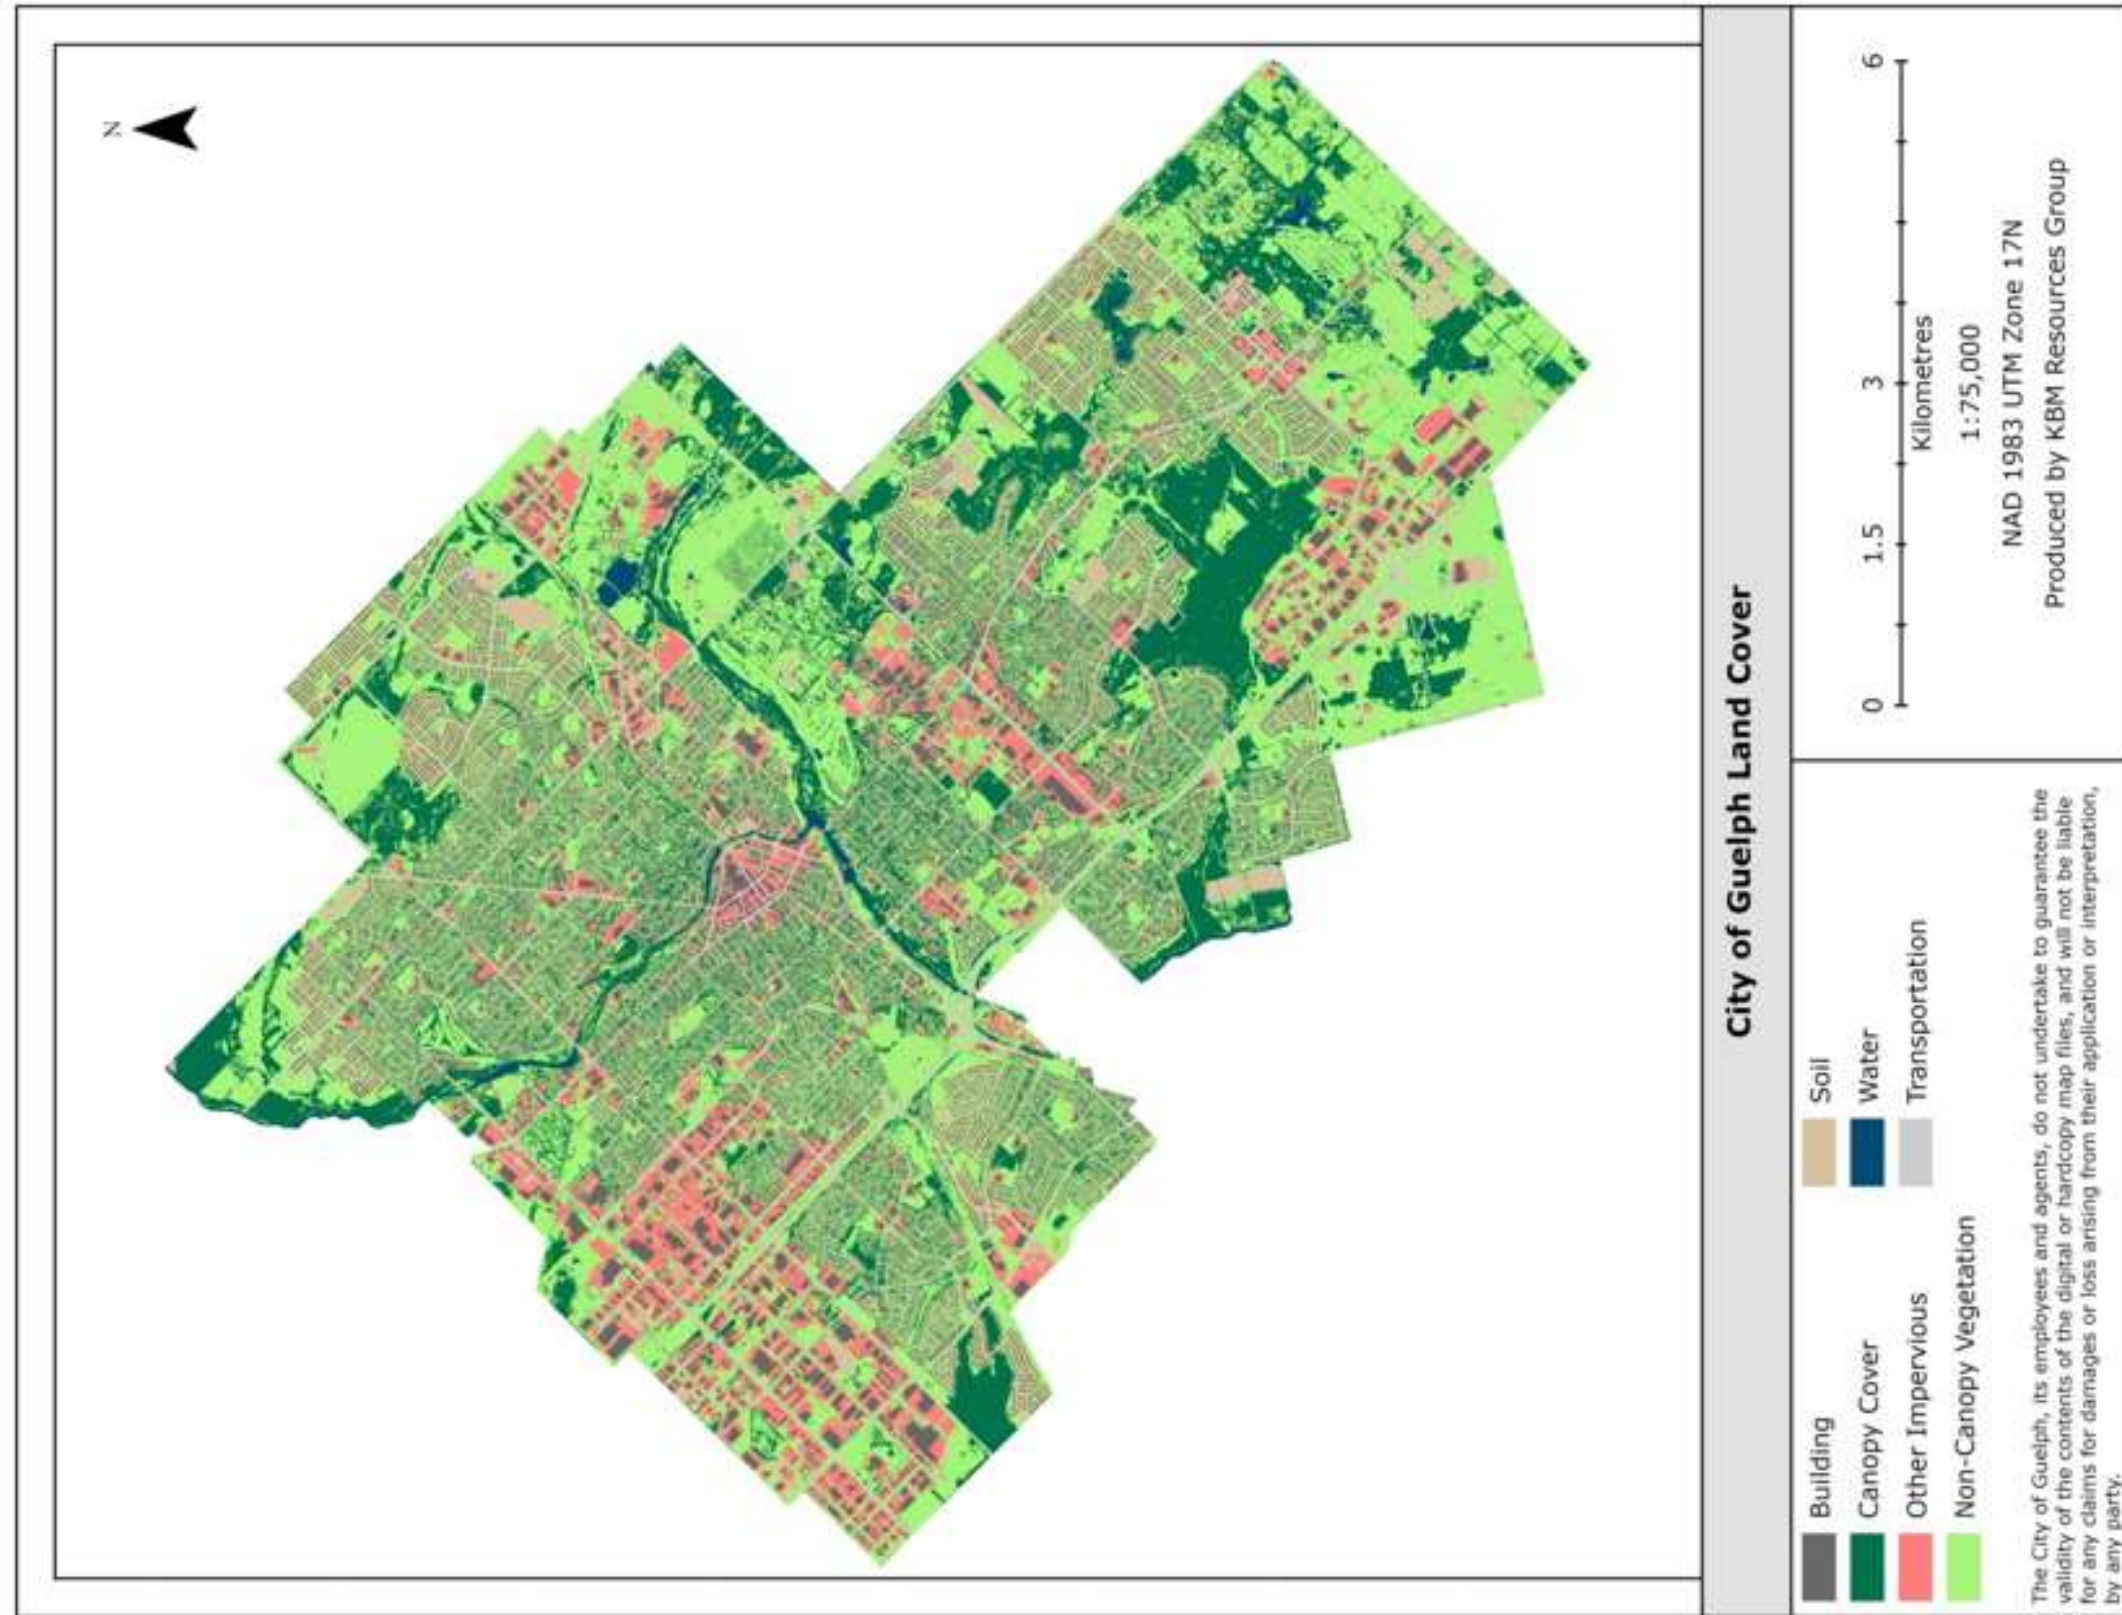 N
City of Guelph Land Cover
Building
Canopy Cover
Other Impervious
Non-Canopy Vegetation
Soil
Water
Transportation
The City of Guelph, its employees and agents, do not undertake to guarantee the
validity of the contents of the digital or hardcopy map files, and will not be liable
for any claims for damages or loss arising from their application or interpretation,
by any party.
0 1.5 3 6
Kilometres
1:75,000
NAD 1983 UTM Zone 17N
Produced by KBM Resources Group